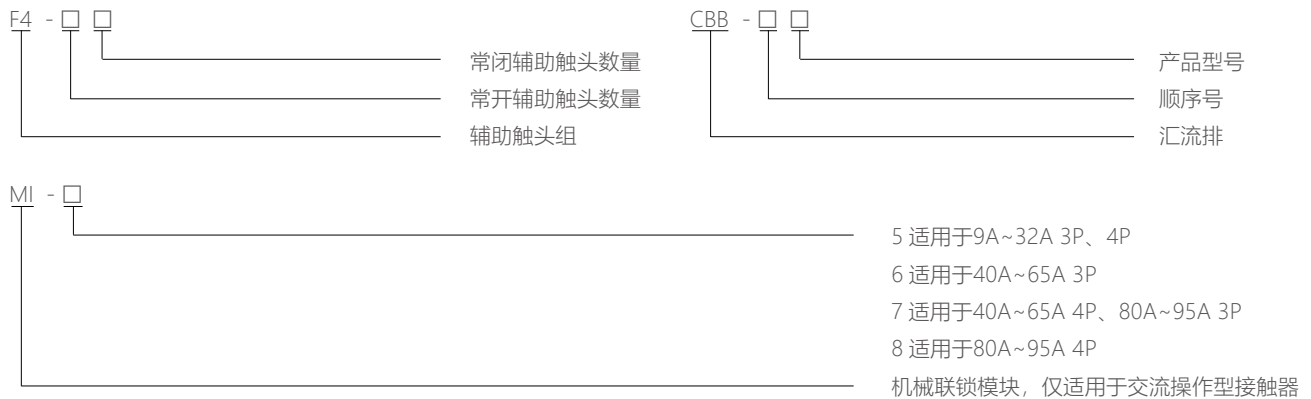 F4 - □ □
常闭辅助触头数量
常开辅助触头数量
辅助触头组
CBB - □ □
产品型号
顺序号
汇流排
MI - □
5 适用于9A~32A 3P、4P
6 适用于40A~65A 3P
7 适用于40A~65A 4P、80A~95A 3P
8 适用于80A~95A 4P
机械联锁模块，仅适用于交流操作型接触器